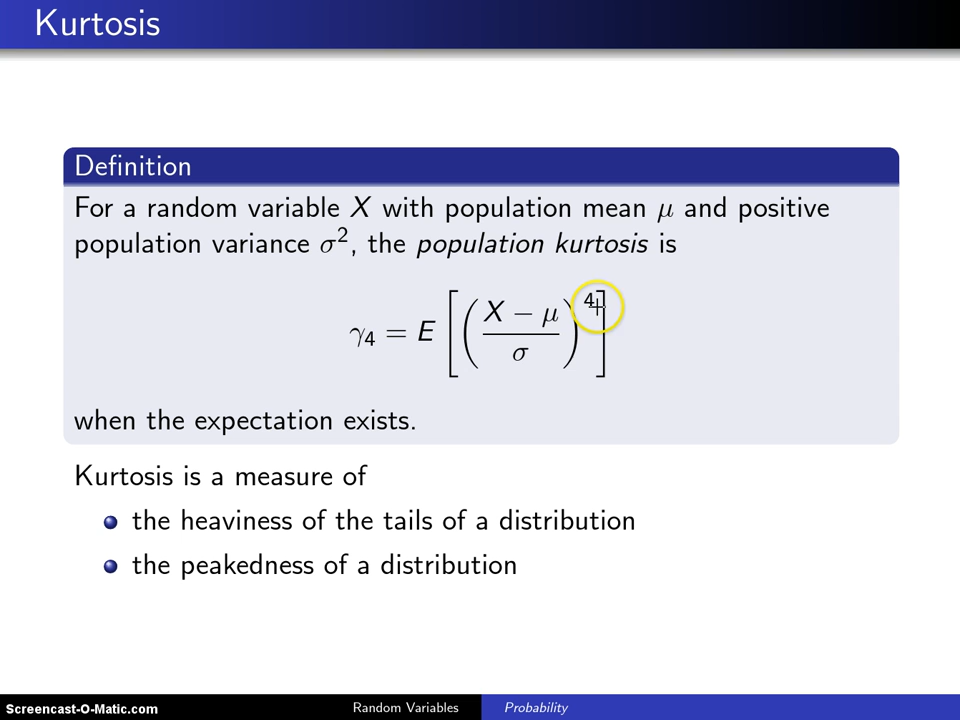 Kurtosis
Definition
For a random variable X with population mean μ and positive
population variance σ², the population kurtosis is
γ₄ = E [ ( (X − μ) / σ )⁴ ]
when the expectation exists.
Kurtosis is a measure of
the heaviness of the tails of a distribution
the peakedness of a distribution
Screencast-O-Matic.com Random Variables Probability